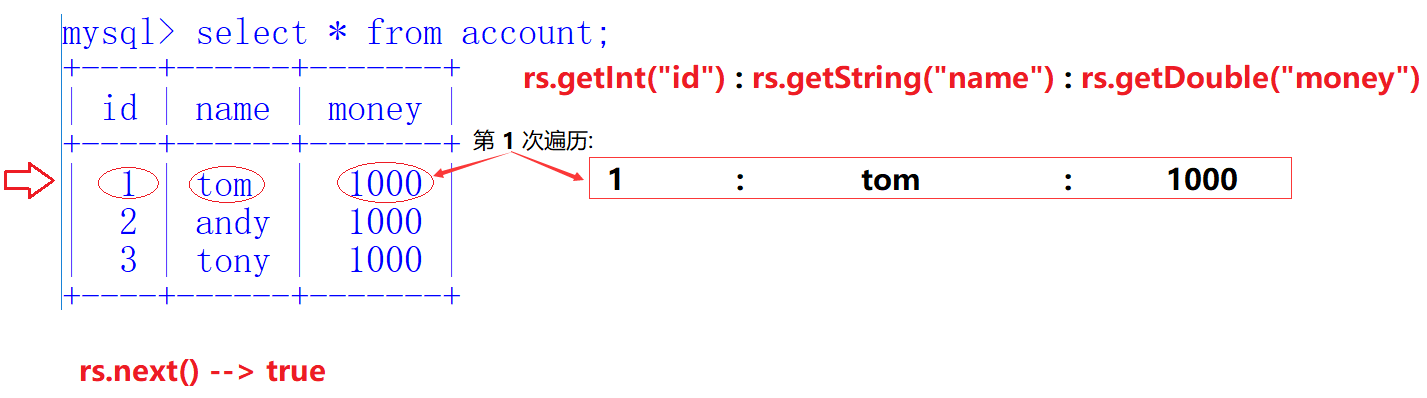 mysql> select * from account;
+----+------+-------+
rs.getInt("id") : rs.getString("name") : rs.getDouble("money")
| id | name | money |
+----+------+-------+
第 1 次遍历:
| 1 | tom | 1000 |
1 : tom : 1000
| 2 | andy | 1000 |
| 3 | tony | 1000 |
+----+------+-------+
rs.next() --> true